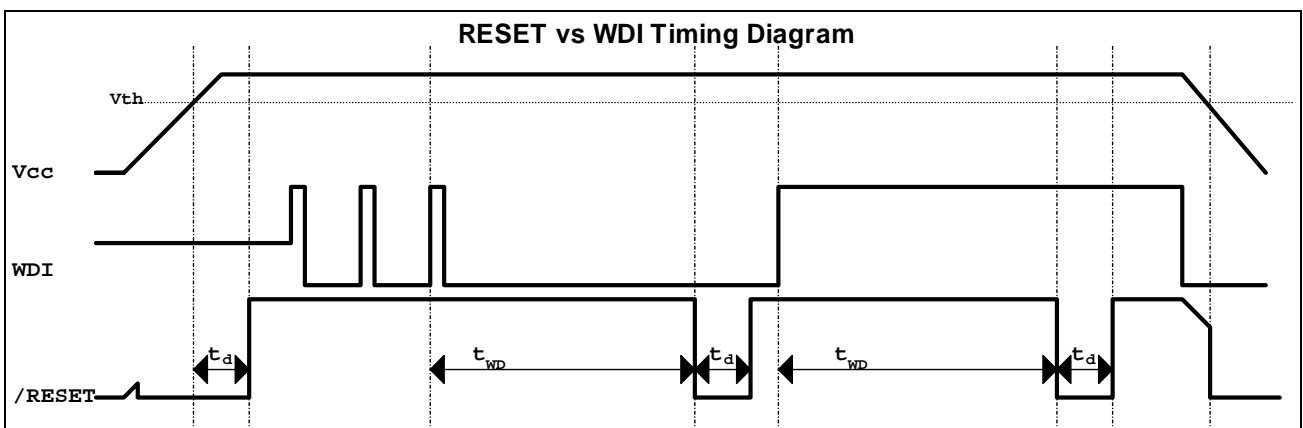 RESET vs WDI Timing Diagram
Vth
Vcc
WDI
td
tWD
td
tWD
td
/RESET